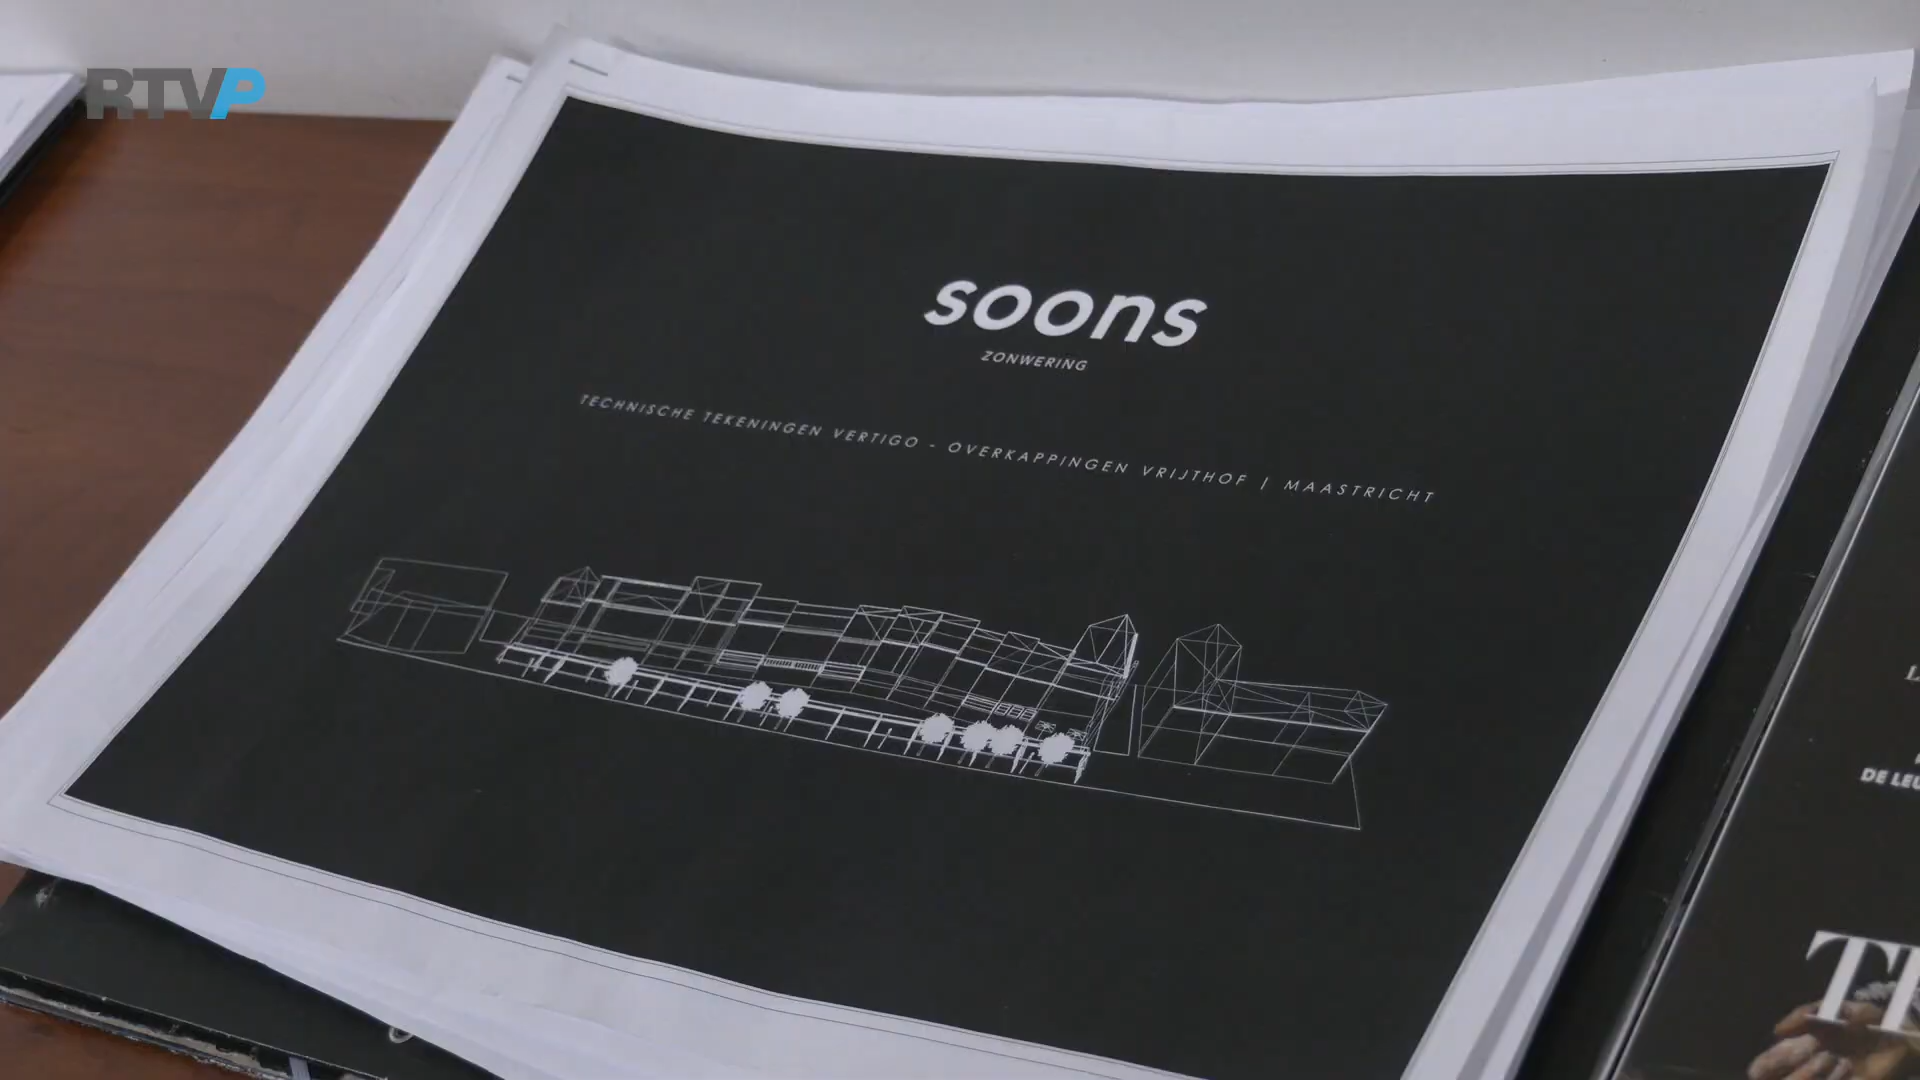 RTVP
soons
ZONWERING
TECHNISCHE TEKENINGEN VERTIGO - OVERKAPPINGEN VRIJTHOF | MAASTRICHT